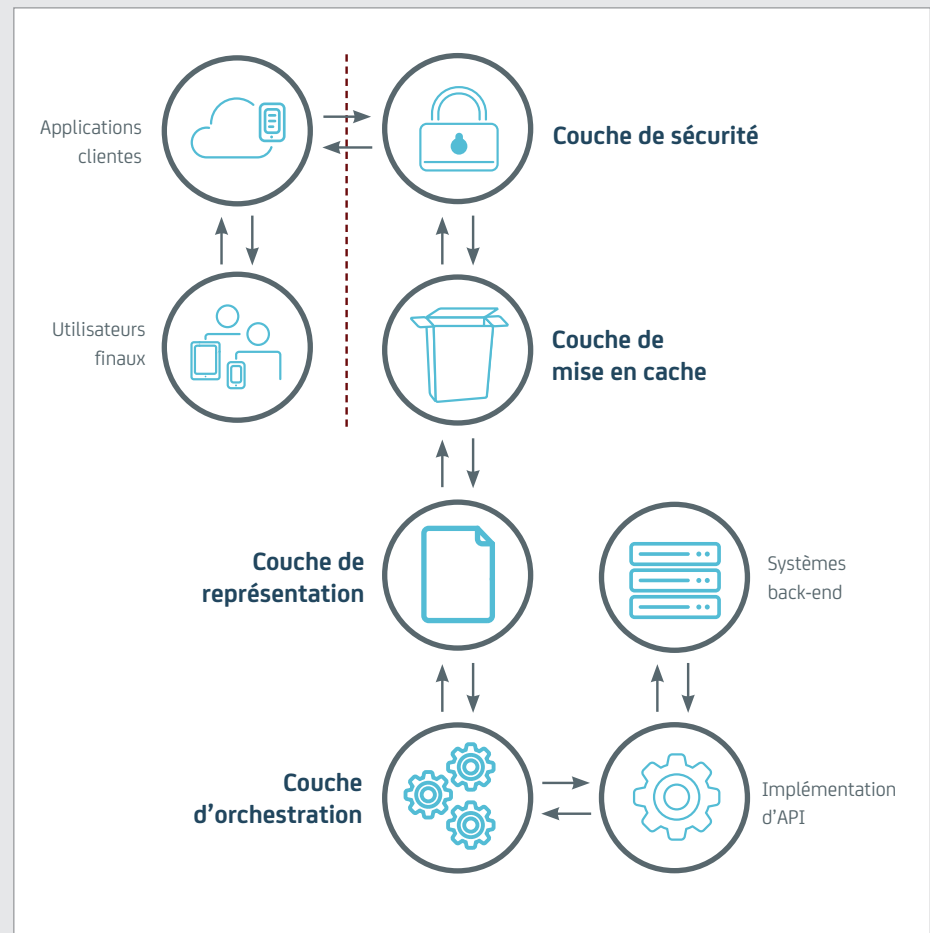 Applications
clientes
Couche de sécurité
Utilisateurs
finaux
Couche de
mise en cache
Couche de
représentation
Systèmes
back-end
Couche
d’orchestration
Implémentation
d’API